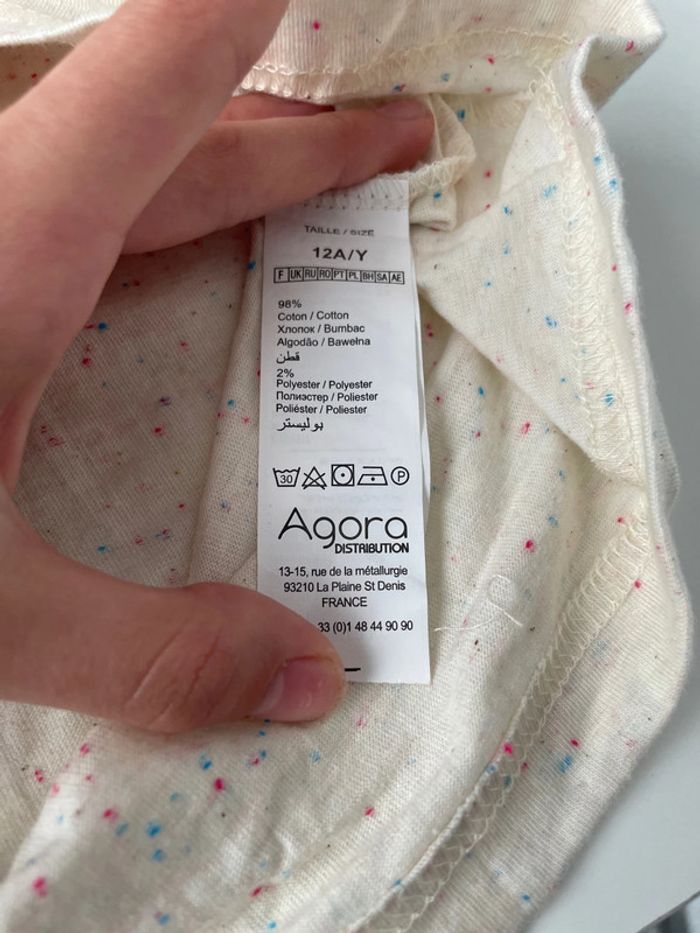 TAILLE / SIZE
12A/Y
F UK RU RO PT PL BH SA AE
98%
Coton / Cotton
Хлопок / Bumbac
Algodão / Bawełna
قطن
2%
Polyester / Polyester
Полиэстер / Poliester
Poliéster / Poliester
بوليستر
30 P
Agora
DISTRIBUTION
13-15, rue de la métallurgie
93210 La Plaine St Denis
FRANCE
33 (0)1 48 44 90 90